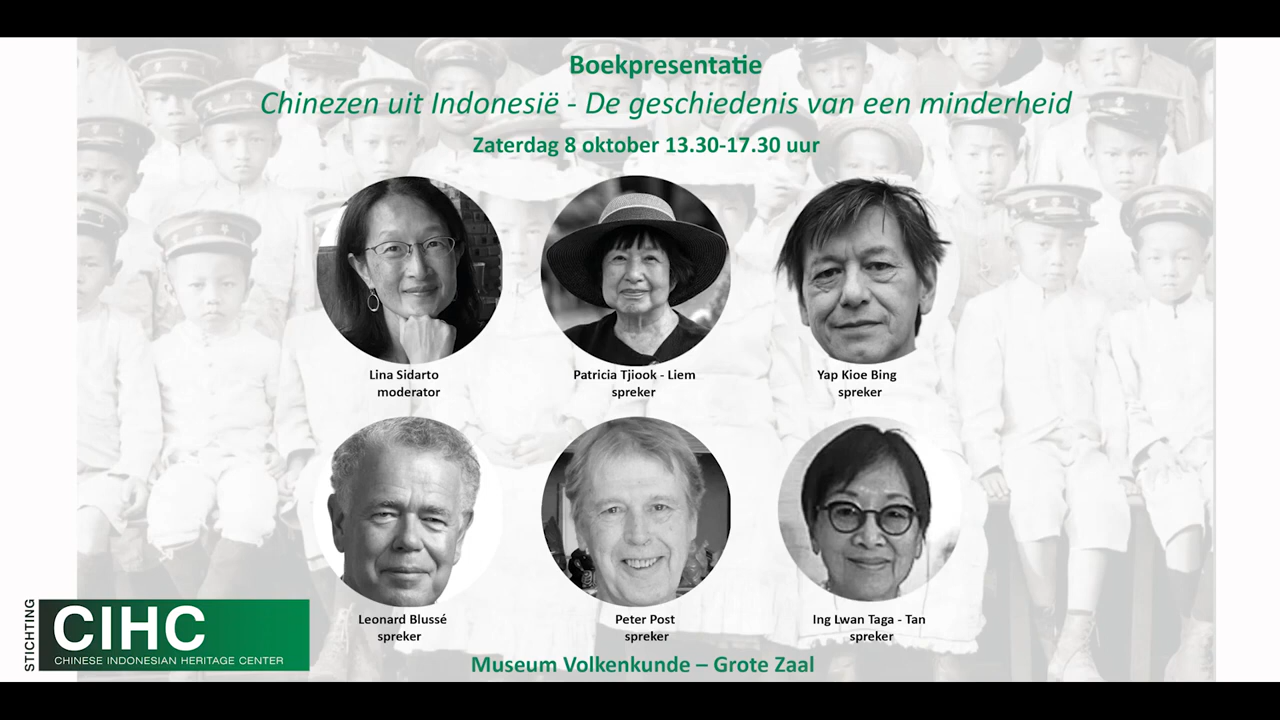 Boekpresentatie
Chinezen uit Indonesië - De geschiedenis van een minderheid
Zaterdag 8 oktober 13.30-17.30 uur
Lina Sidarto
moderator
Patricia Tjiook - Liem
spreker
Yap Kioe Bing
spreker
Leonard Blussé
spreker
Peter Post
spreker
Ing Lwan Taga - Tan
spreker
STICHTING
CIHC
CHINESE INDONESIAN HERITAGE CENTER
Museum Volkenkunde – Grote Zaal